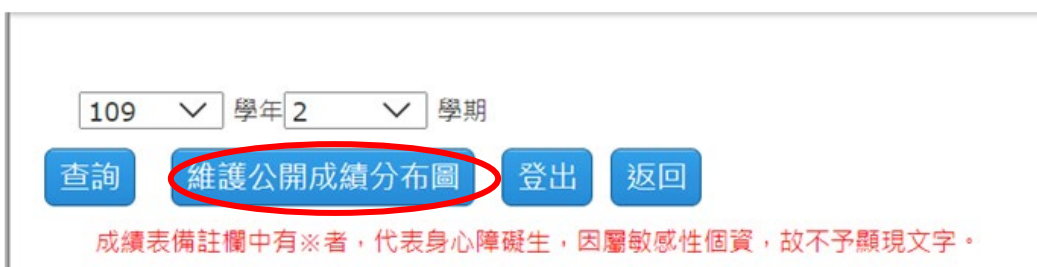 109 學年 2 學期
查詢 維護公開成績分布圖 登出 返回
成績表備註欄中有※者，代表身心障礙生，因屬敏感性個資，故不予顯現文字。